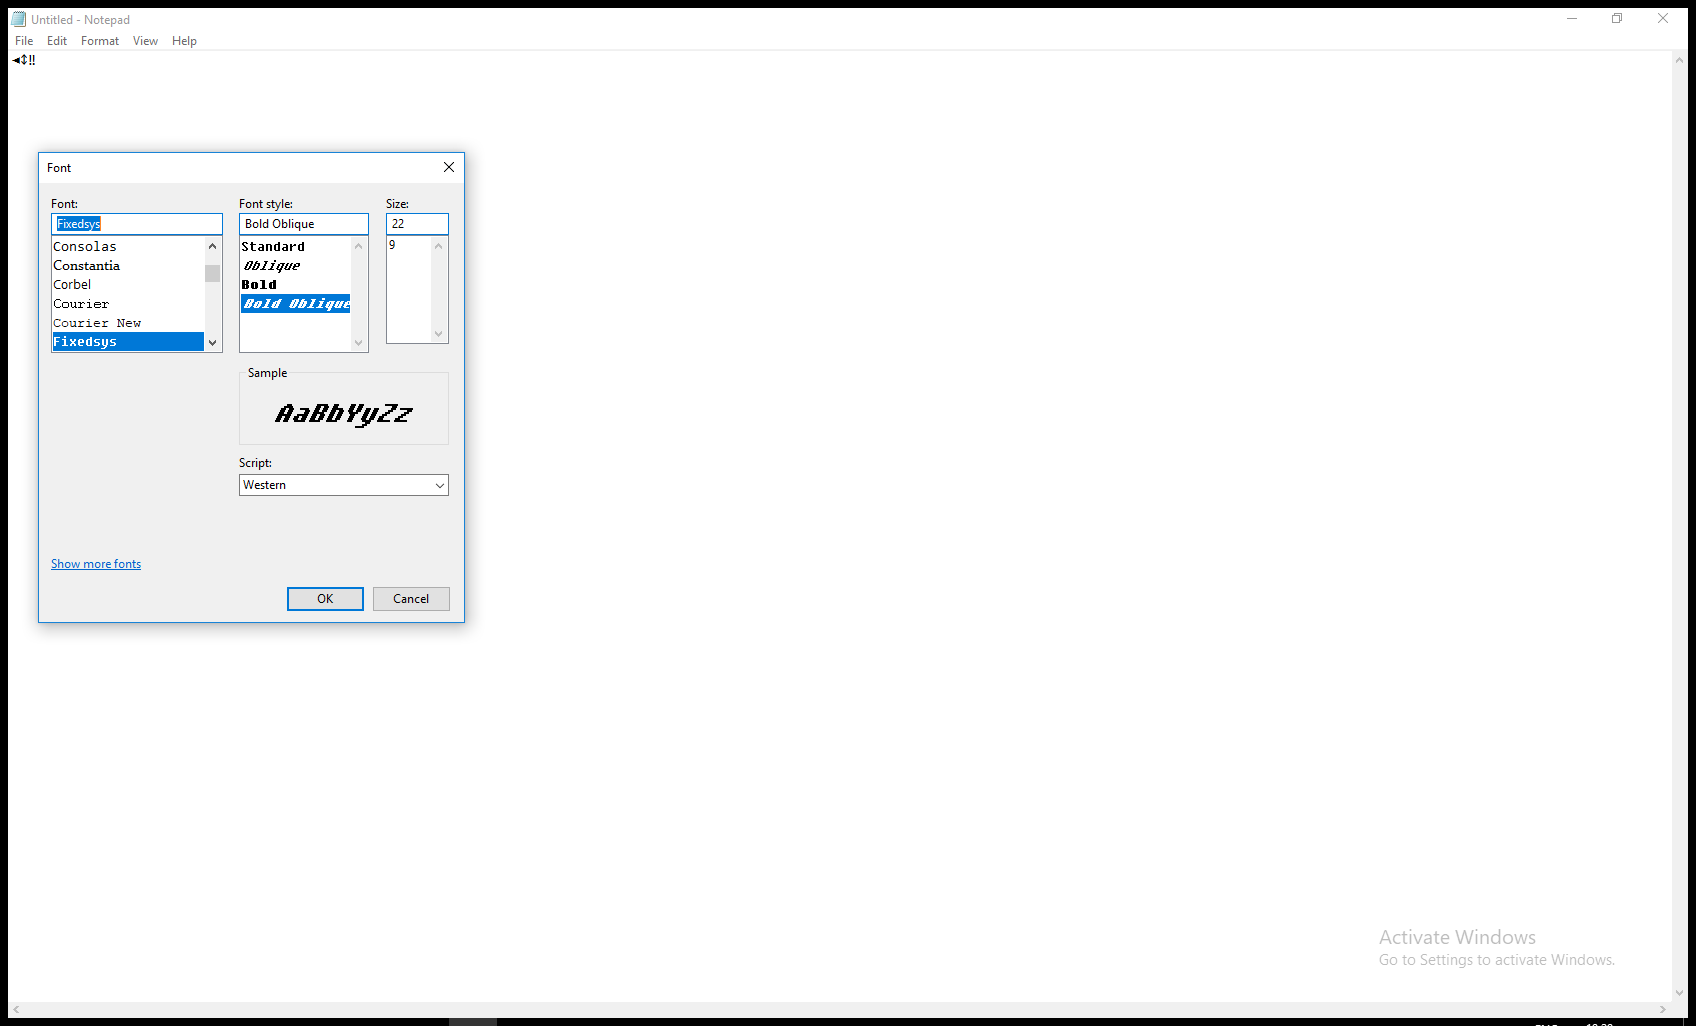 Untitled - Notepad
File Edit Format View Help
◄↕‼
Font
Font: Font style: Size:
Fixedsys Bold Oblique 22
Consolas Standard 9
Constantia Oblique
Corbel Bold
Courier Bold Oblique
Courier New
Fixedsys
Sample
AaBbYyZz
Script:
Western
Show more fonts
OK Cancel
Activate Windows
Go to Settings to activate Windows.